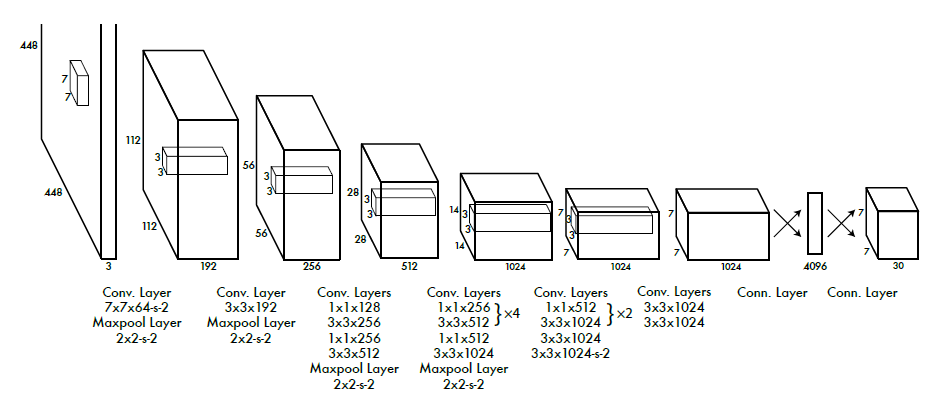 448
7
7
448
3
112
3
3
112
192
56
3
3
56
256
28
3
3
28
512
14
3
3
14
1024
7
3
3
7
1024
7
7
1024
4096
7
7
30
Conv. Layer
7x7x64-s-2
Maxpool Layer
2x2-s-2
Conv. Layer
3x3x192
Maxpool Layer
2x2-s-2
Conv. Layers
1x1x128
3x3x256
1x1x256
3x3x512
Maxpool Layer
2x2-s-2
Conv. Layers
1x1x256
3x3x512
}×4
1x1x512
3x3x1024
Maxpool Layer
2x2-s-2
Conv. Layers
1x1x512
3x3x1024
}×2
3x3x1024
3x3x1024-s-2
Conv. Layers
3x3x1024
3x3x1024
Conn. Layer
Conn. Layer